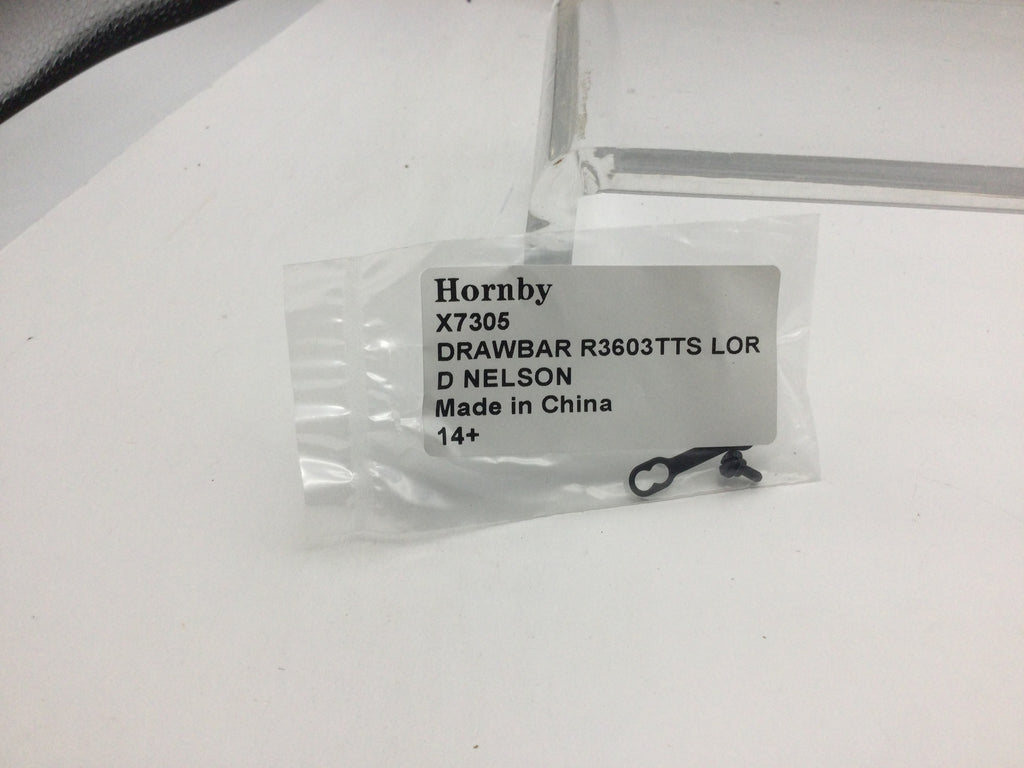 Hornby
X7305
DRAWBAR R3603TTS LOR
D NELSON
Made in China
14+